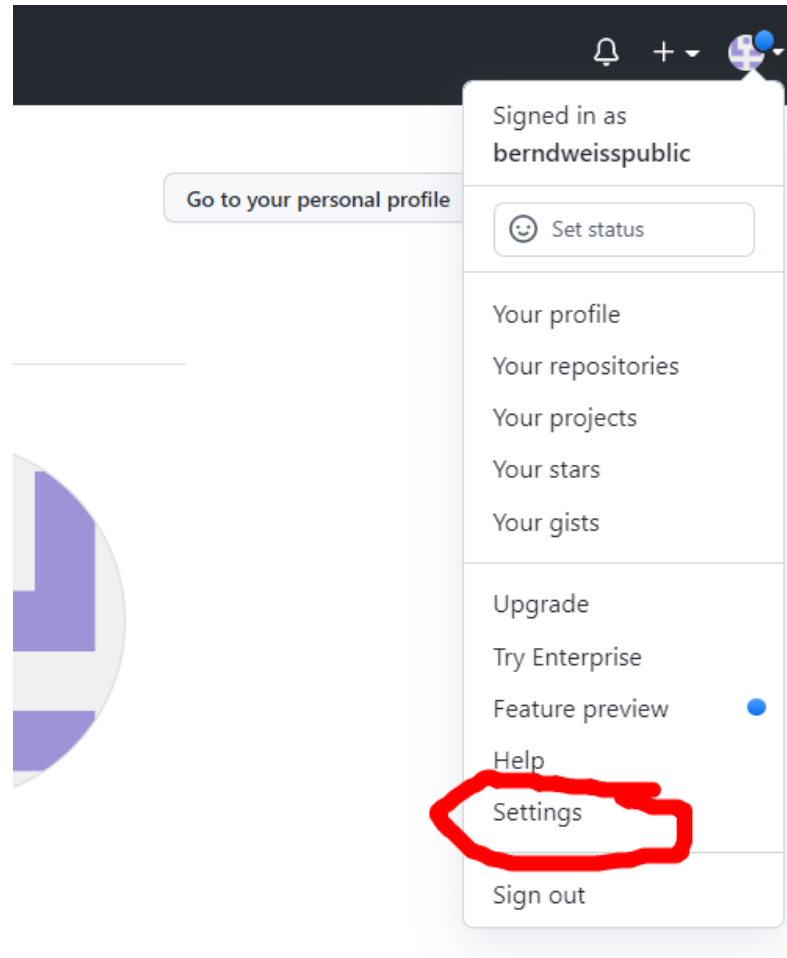 Signed in as
berndweisspublic
Go to your personal profile
Set status
Your profile
Your repositories
Your projects
Your stars
Your gists
Upgrade
Try Enterprise
Feature preview
Help
Settings
Sign out